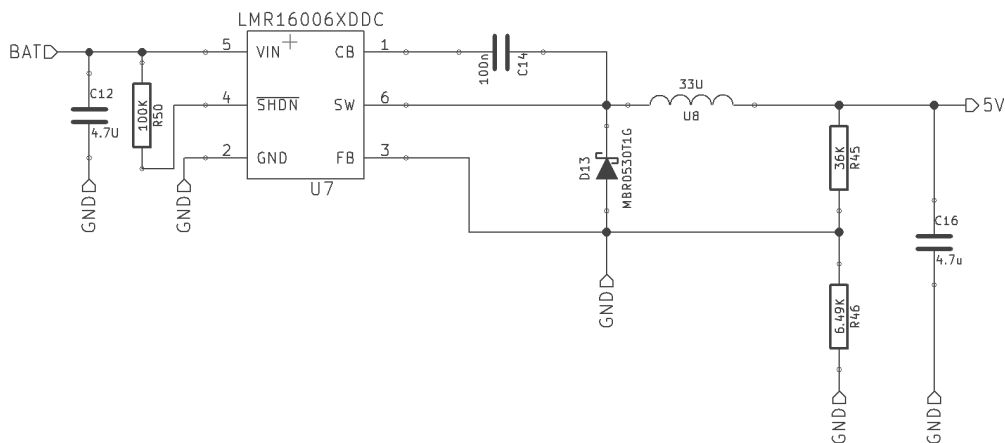 LMR16006XDDC
BAT
5
VIN
CB
1
100n
C14
C12
4.7U
100K
R50
4
SHDN
SW
6
33U
U8
5V
2
GND
FB
3
U7
D13
MBR0530T1G
36K
R45
C16
4.7u
6.49K
R46
GND
GND
GND
GND
GND